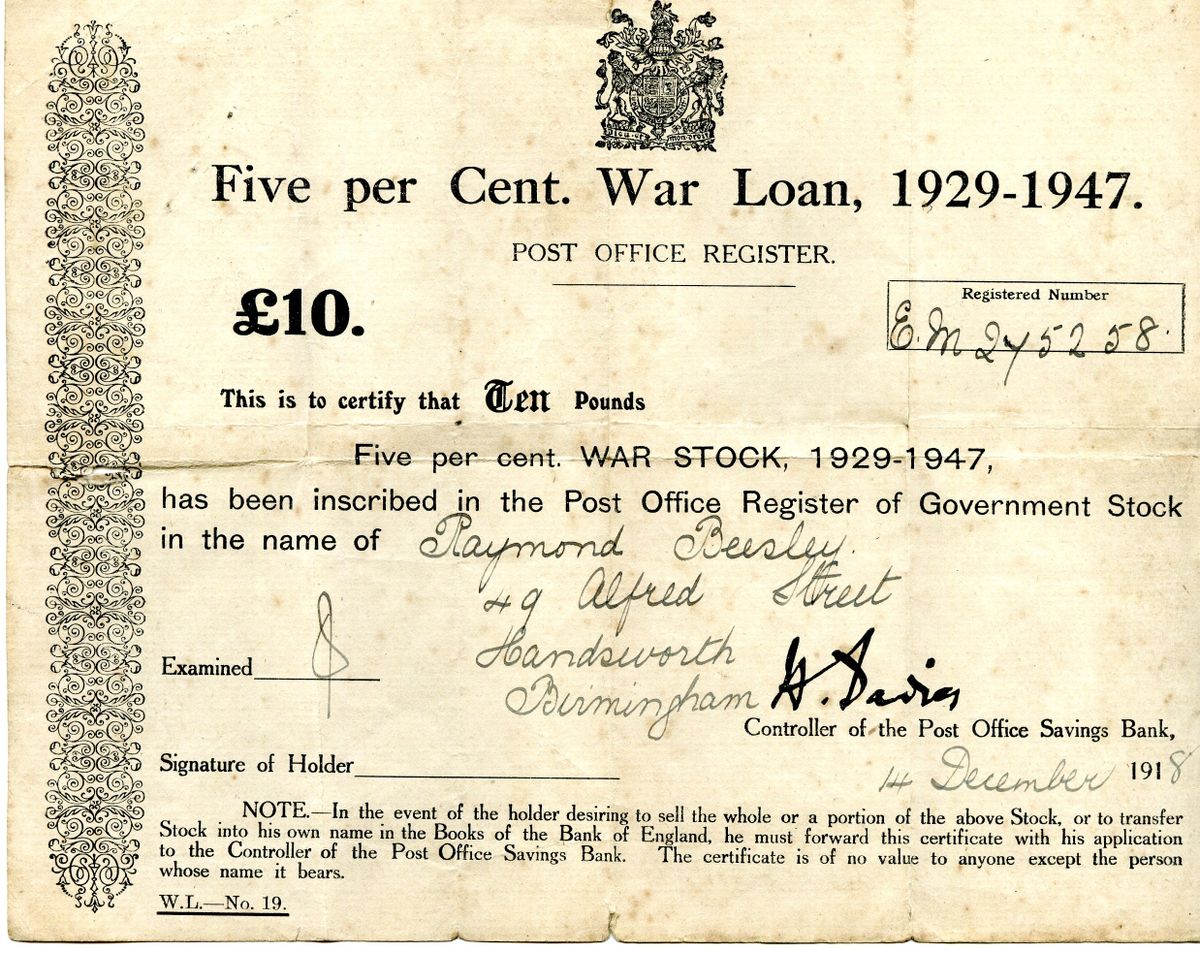 Dieu et mon droit
Five per Cent. War Loan, 1929-1947.
POST OFFICE REGISTER.
£10.
Registered Number
E.M 275258.
This is to certify that Ten Pounds
Five per cent. WAR STOCK, 1929-1947,
has been inscribed in the Post Office Register of Government Stock
in the name of Raymond Beesley.
49 Alfred Street
Handsworth
Birmingham
Examined
H. Davies
Controller of the Post Office Savings Bank,
Signature of Holder
14 December 1918
NOTE.—In the event of the holder desiring to sell the whole or a portion of the above Stock, or to transfer
Stock into his own name in the Books of the Bank of England, he must forward this certificate with his application
to the Controller of the Post Office Savings Bank. The certificate is of no value to anyone except the person
whose name it bears.
W.L.—No. 19.